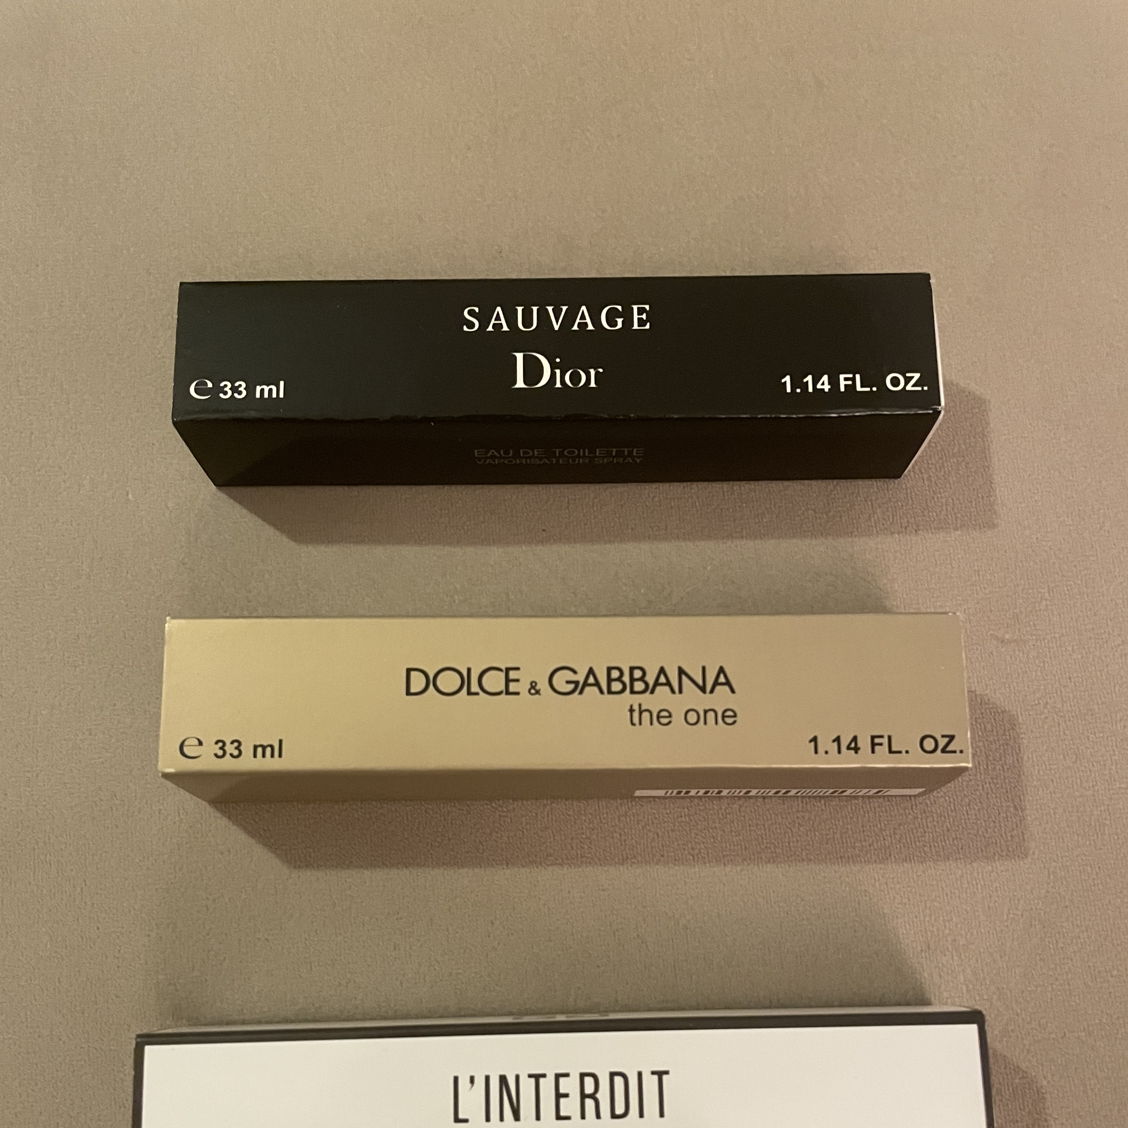 SAUVAGE
Dior
℮ 33 ml
1.14 FL. OZ.
EAU DE TOILETTE
VAPORISATEUR SPRAY
DOLCE & GABBANA
the one
℮ 33 ml
1.14 FL. OZ.
L'INTERDIT